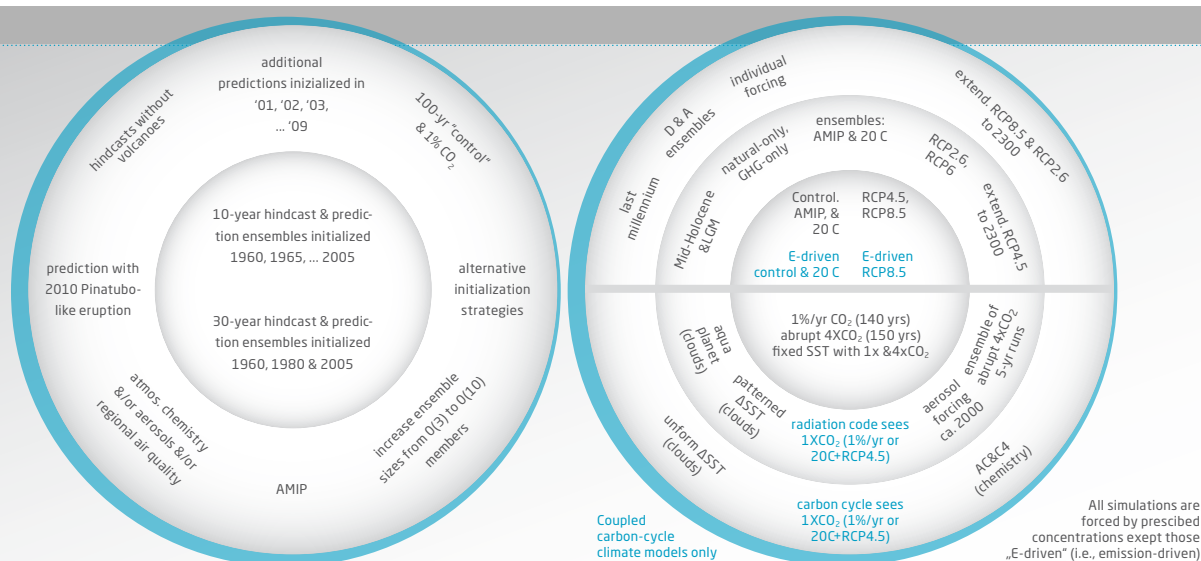 additional
predictions inizialized in
‘01, ‘02, ‘03,
... ‘09
hindcasts without
volcanoes
100-yr “control”
& 1% CO₂
10-year hindcast & predic-
tion ensembles initialized
1960, 1965, ... 2005
prediction with
2010 Pinatubo-
like eruption
alternative
initialization
strategies
30-year hindcast & predic-
tion ensembles initialized
1960, 1980 & 2005
atmos. chemistry
&/or aerosols &/or
regional air quality
increase ensemble
sizes from 0(3) to 0(10)
members
AMIP
individual
forcing
D & A
ensembles
last
millennium
extend. RCP8.5 & RCP2.6
to 2300
ensembles:
AMIP & 20 C
natural-only,
GHG-only
Mid-Holocene
&LGM
RCP2.6,
RCP6
extend. RCP4.5
to 2300
Control.
AMIP, &
20 C
RCP4.5,
RCP8.5
E-driven
control & 20 C
E-driven
RCP8.5
1%/yr CO₂ (140 yrs)
abrupt 4XCO₂ (150 yrs)
fixed SST with 1x &4xCO₂
aqua
planet
(clouds)
patterned
ΔSST
(clouds)
radiation code sees
1XCO₂ (1%/yr or
20C+RCP4.5)
aerosol
forcing
ca. 2000
ensemble of
abrupt 4xCO₂
5-yr runs
unform ΔSST
(clouds)
carbon cycle sees
1XCO₂ (1%/yr or
20C+RCP4.5)
AC&C4
(chemistry)
Coupled
carbon-cycle
climate models only
All simulations are
forced by prescibed
concentrations exept those
„E-driven“ (i.e., emission-driven)